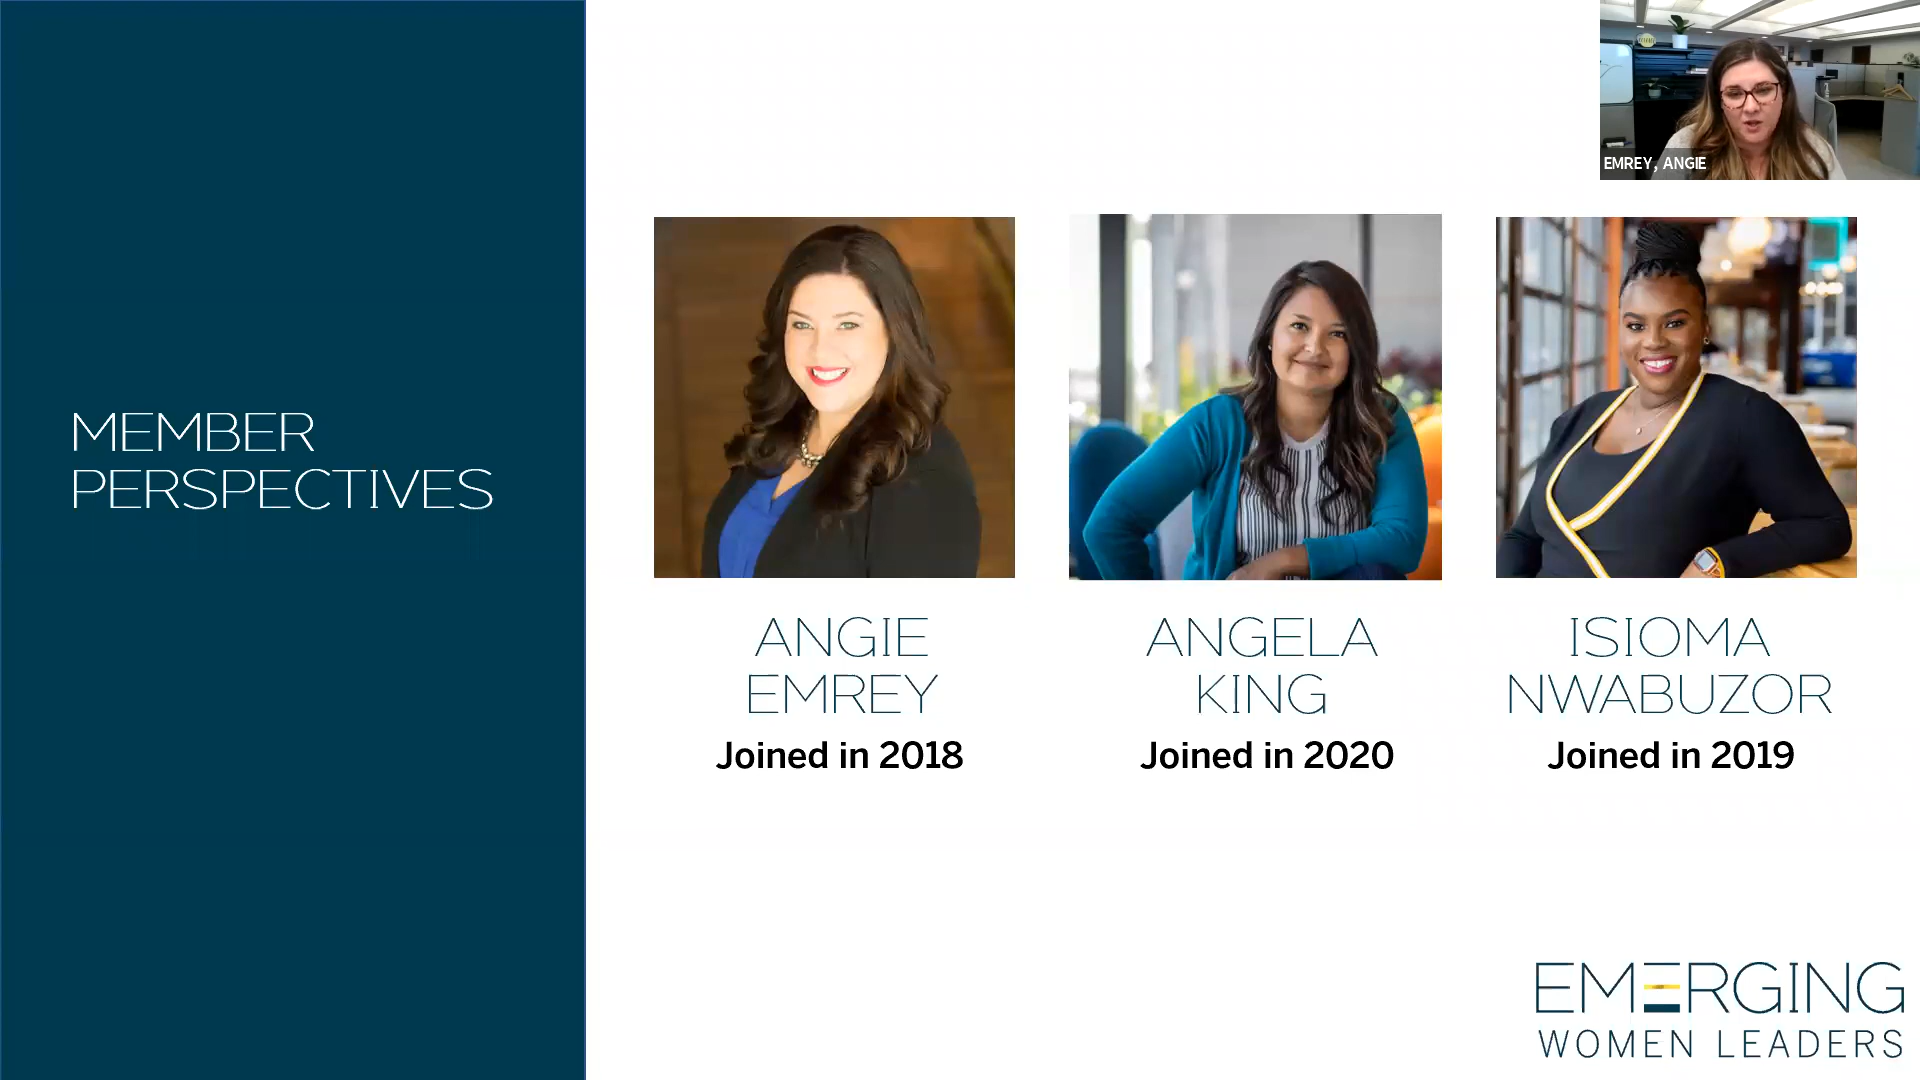 EMREY, ANGIE
MEMBER
PERSPECTIVES
ANGIE
EMREY
Joined in 2018
ANGELA
KING
Joined in 2020
ISIOMA
NWABUZOR
Joined in 2019
EMERGING
WOMEN LEADERS